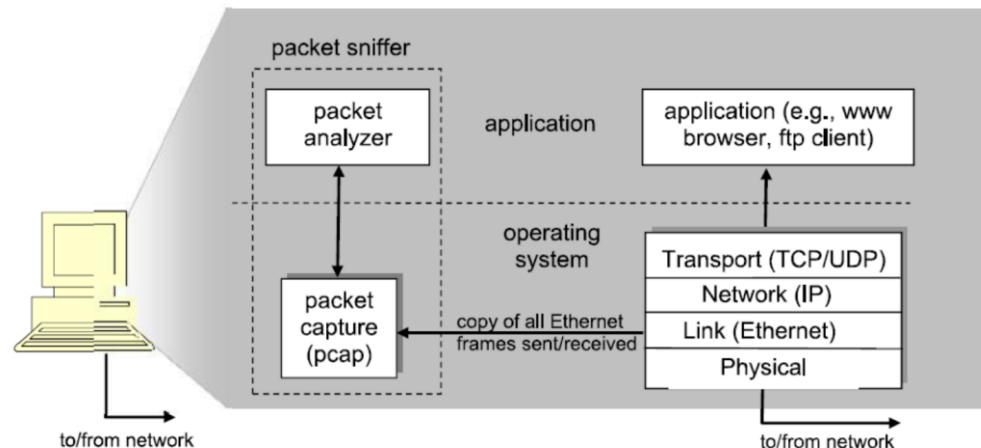 packet sniffer
packet
analyzer
application
application (e.g., www
browser, ftp client)
operating
system
packet
capture
(pcap)
copy of all Ethernet
frames sent/received
Transport (TCP/UDP)
Network (IP)
Link (Ethernet)
Physical
to/from network
to/from network